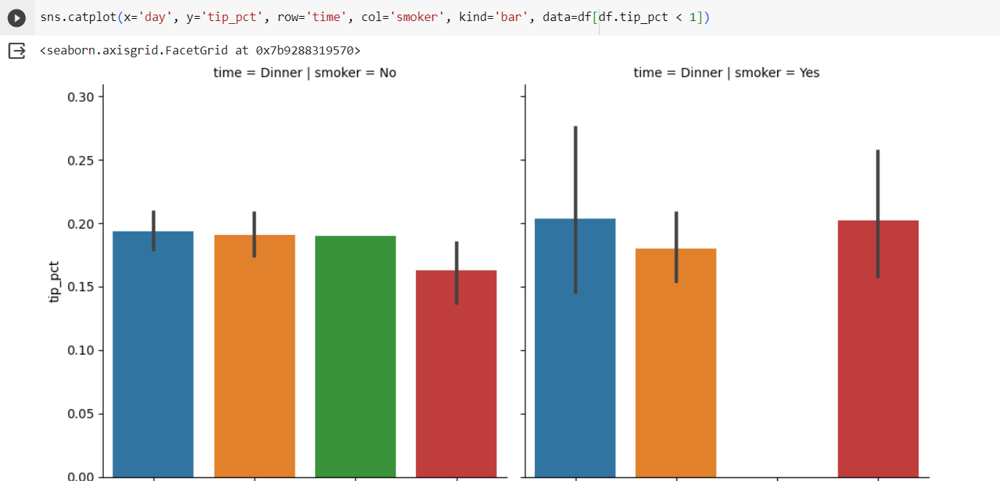 sns.catplot(x='day', y='tip_pct', row='time', col='smoker', kind='bar', data=df[df.tip_pct < 1])
<seaborn.axisgrid.FacetGrid at 0x7b9288319570>
time = Dinner | smoker = No
time = Dinner | smoker = Yes
0.30
0.25
0.20
0.15
0.10
0.05
0.00
tip_pct